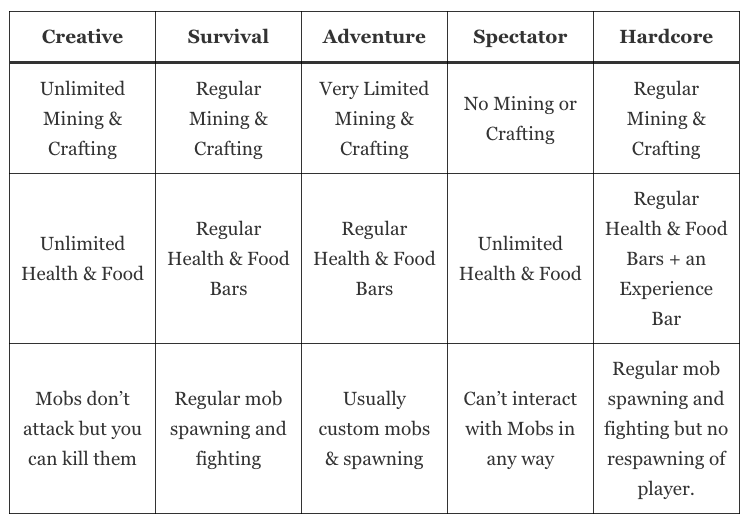 Creative
Survival
Adventure
Spectator
Hardcore
Unlimited
Mining &
Crafting
Regular
Mining &
Crafting
Very Limited
Mining &
Crafting
No Mining or
Crafting
Regular
Mining &
Crafting
Unlimited
Health & Food
Regular
Health & Food
Bars
Regular
Health & Food
Bars
Unlimited
Health & Food
Regular
Health & Food
Bars + an
Experience
Bar
Mobs don’t
attack but you
can kill them
Regular mob
spawning and
fighting
Usually
custom mobs
& spawning
Can’t interact
with Mobs in
any way
Regular mob
spawning and
fighting but no
respawning of
player.